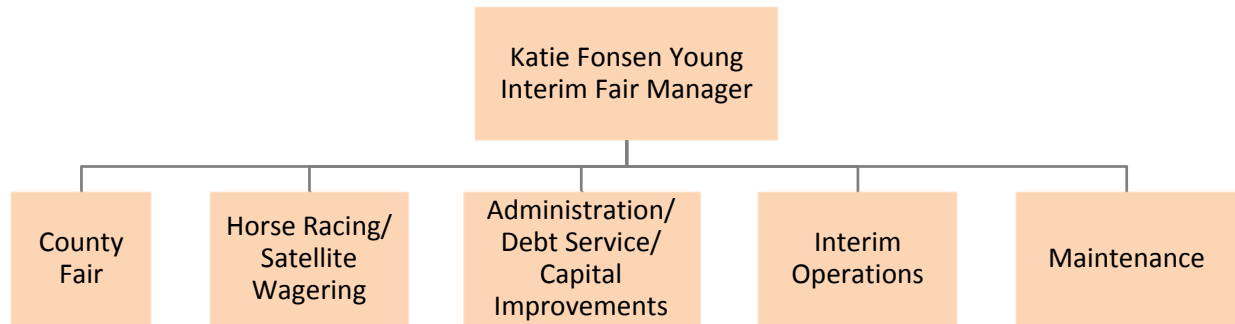 Katie Fonsen Young
Interim Fair Manager
County
Fair
Horse Racing/
Satellite
Wagering
Administration/
Debt Service/
Capital
Improvements
Interim
Operations
Maintenance